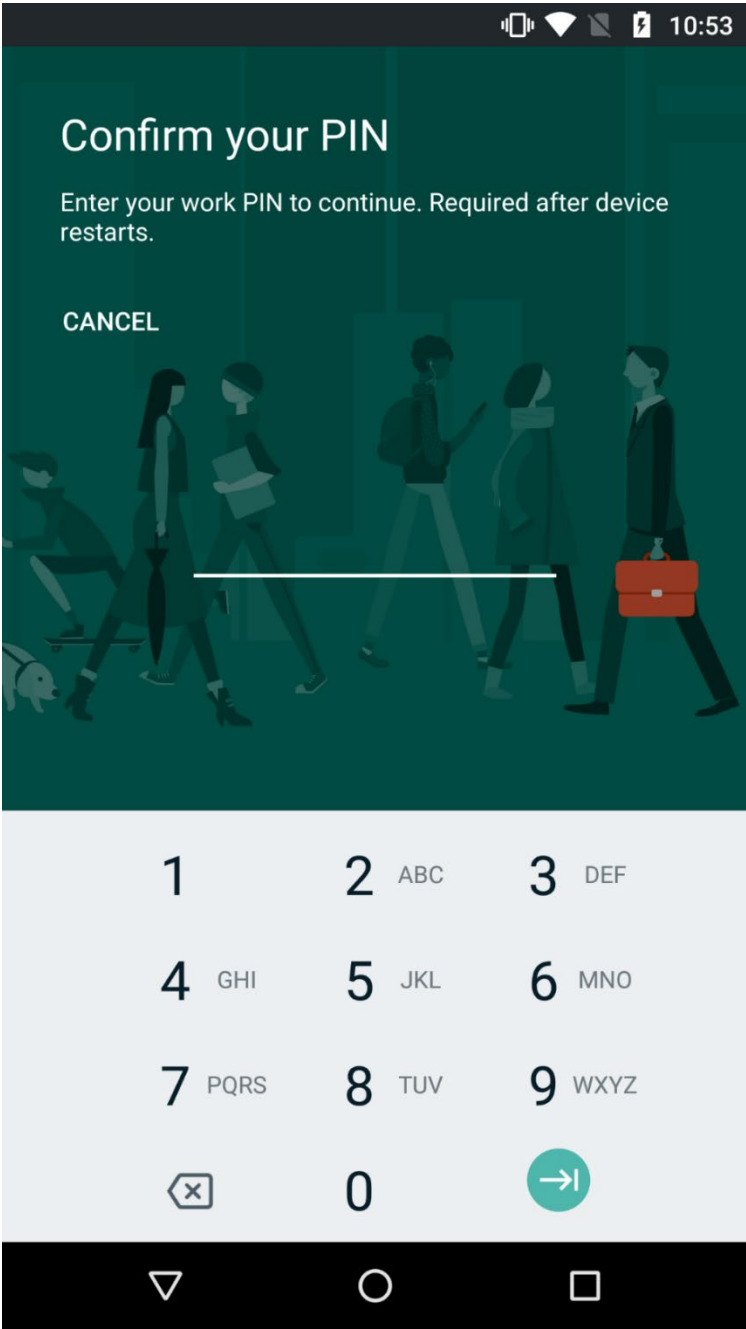 10:53
Confirm your PIN
Enter your work PIN to continue. Required after device
restarts.
CANCEL
1 2 ABC 3 DEF
4 GHI 5 JKL 6 MNO
7 PQRS 8 TUV 9 WXYZ
0